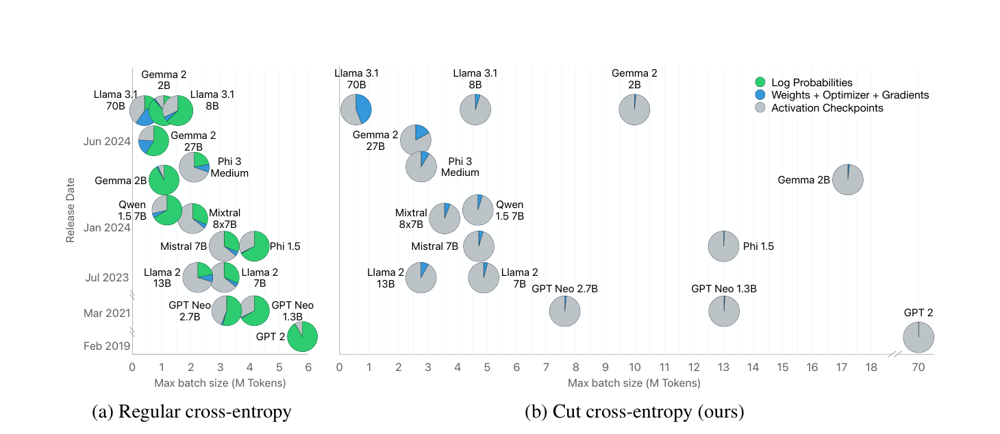 Gemma 2
2B
Llama 3.1
70B
Llama 3.1
8B
Jun 2024
Gemma 2
27B
Phi 3
Medium
Gemma 2B
Qwen
1.5 7B
Mixtral
8x7B
Jan 2024
Mistral 7B
Phi 1.5
Llama 2
13B
Llama 2
7B
Jul 2023
GPT Neo
2.7B
GPT Neo
1.3B
Mar 2021
GPT 2
Feb 2019
Release Date
0 1 2 3 4 5 6
Max batch size (M Tokens)
(a) Regular cross-entropy
Llama 3.1
70B
Llama 3.1
8B
Gemma 2
2B
Log Probabilities
Weights + Optimizer + Gradients
Activation Checkpoints
Gemma 2
27B
Phi 3
Medium
Gemma 2B
Mixtral
8x7B
Qwen
1.5 7B
Mistral 7B
Phi 1.5
Llama 2
13B
Llama 2
7B
GPT Neo 2.7B
GPT Neo 1.3B
GPT 2
0 1 2 3 4 5 6 7 8 9 10 11 12 13 14 15 16 17 18 70
Max batch size (M Tokens)
(b) Cut cross-entropy (ours)